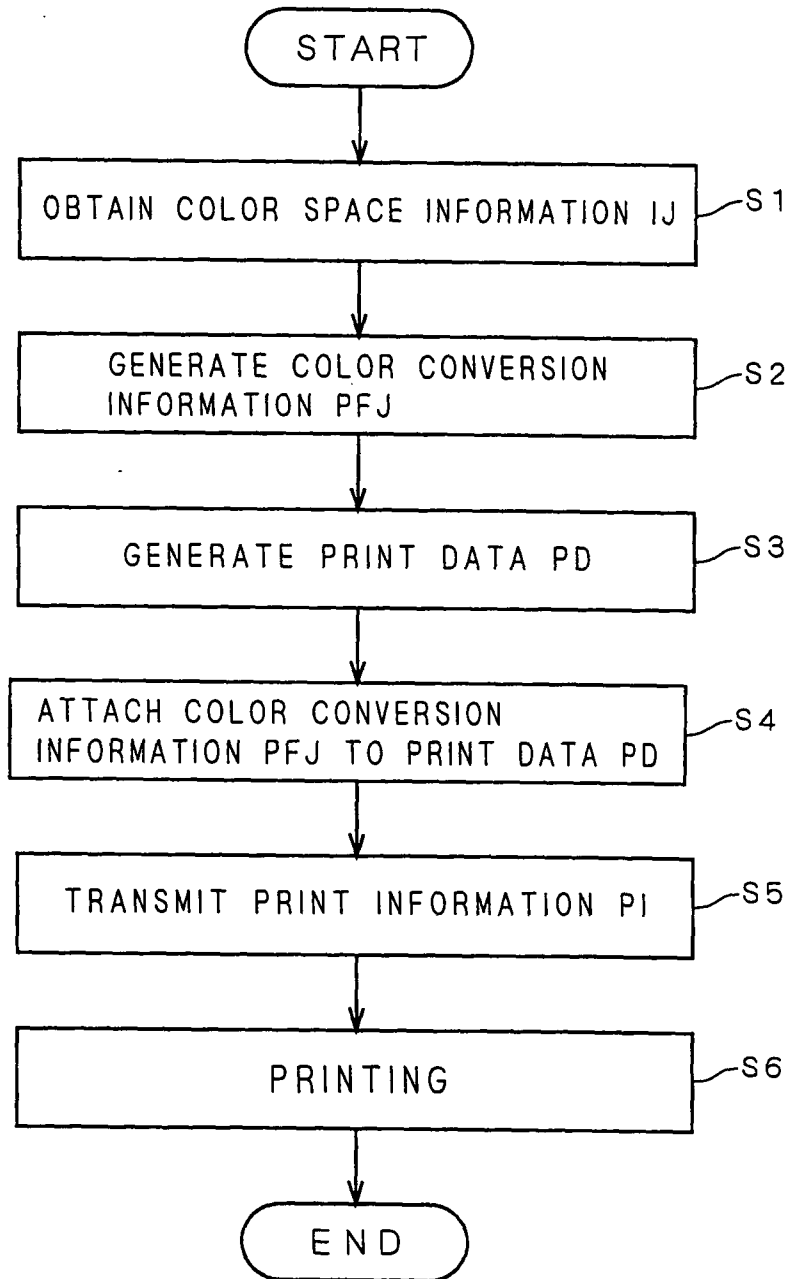 START
OBTAIN COLOR SPACE INFORMATION IJ
S1
GENERATE COLOR CONVERSION
INFORMATION PFJ
S2
GENERATE PRINT DATA PD
S3
ATTACH COLOR CONVERSION
INFORMATION PFJ TO PRINT DATA PD
S4
TRANSMIT PRINT INFORMATION PI
S5
PRINTING
S6
END